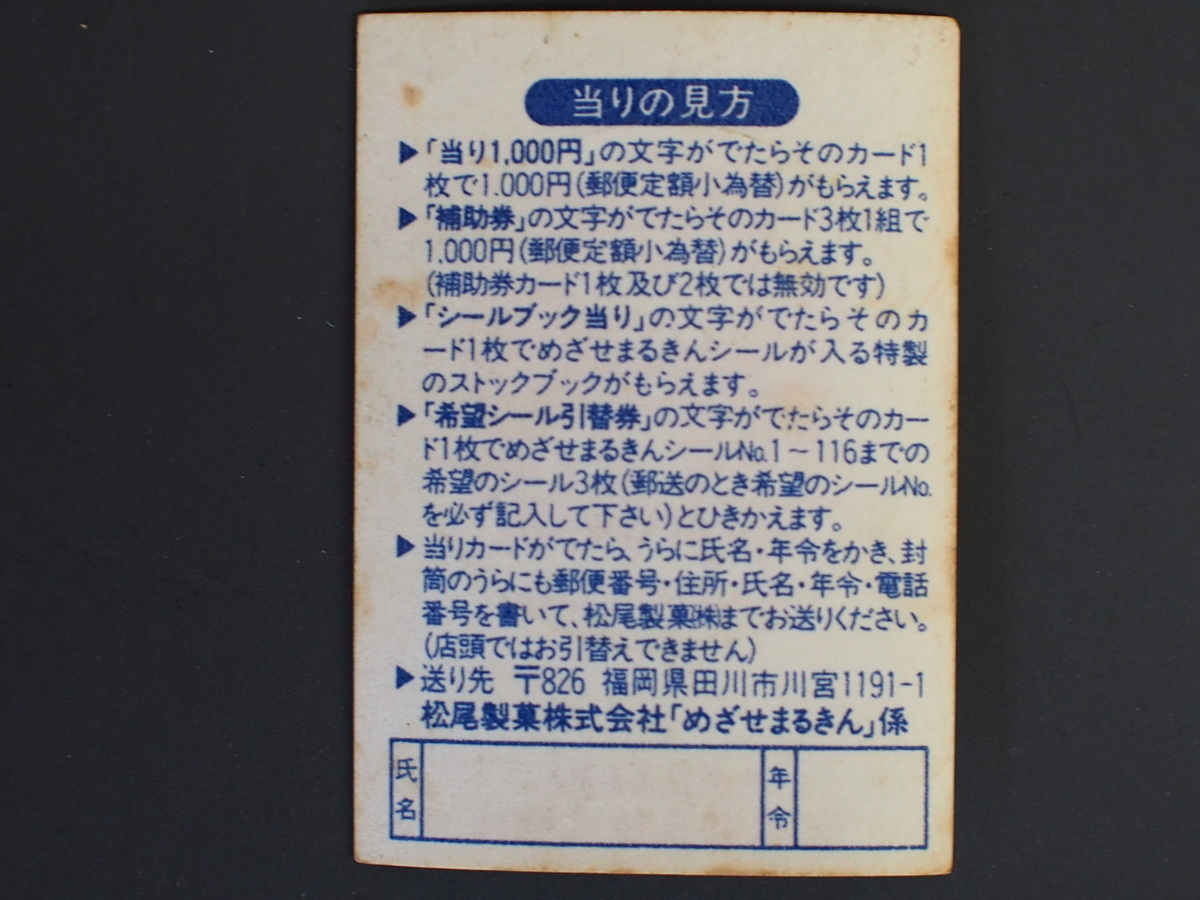 当りの見方
▶「当り1,000円」の文字がでたらそのカード1
枚で1.000円(郵便定額小為替)がもらえます。
▶「補助券」の文字がでたらそのカード3枚1組で
1.000円(郵便定額小為替)がもらえます。
(補助券カード1枚及び2枚では無効です)
▶「シールブック当り」の文字がでたらそのカ
ード1枚でめざせまるきんシールが入る特製
のストックブックがもらえます。
▶「希望シール引替券」の文字がでたらそのカー
ド1枚でめざせまるきんシールNo.1～116までの
希望のシール3枚(郵送のとき希望のシールNo.
を必ず記入して下さい)とひきかえます。
▶当りカードがでたら、うらに氏名・年令をかき、封
筒のうらにも郵便番号・住所・氏名・年令・電話
番号を書いて、松尾製菓㈱までお送りください。
(店頭ではお引替えできません)
▶送り先 〒826 福岡県田川市川宮1191-1
松尾製菓株式会社「めざせまるきん」係
氏名
年令